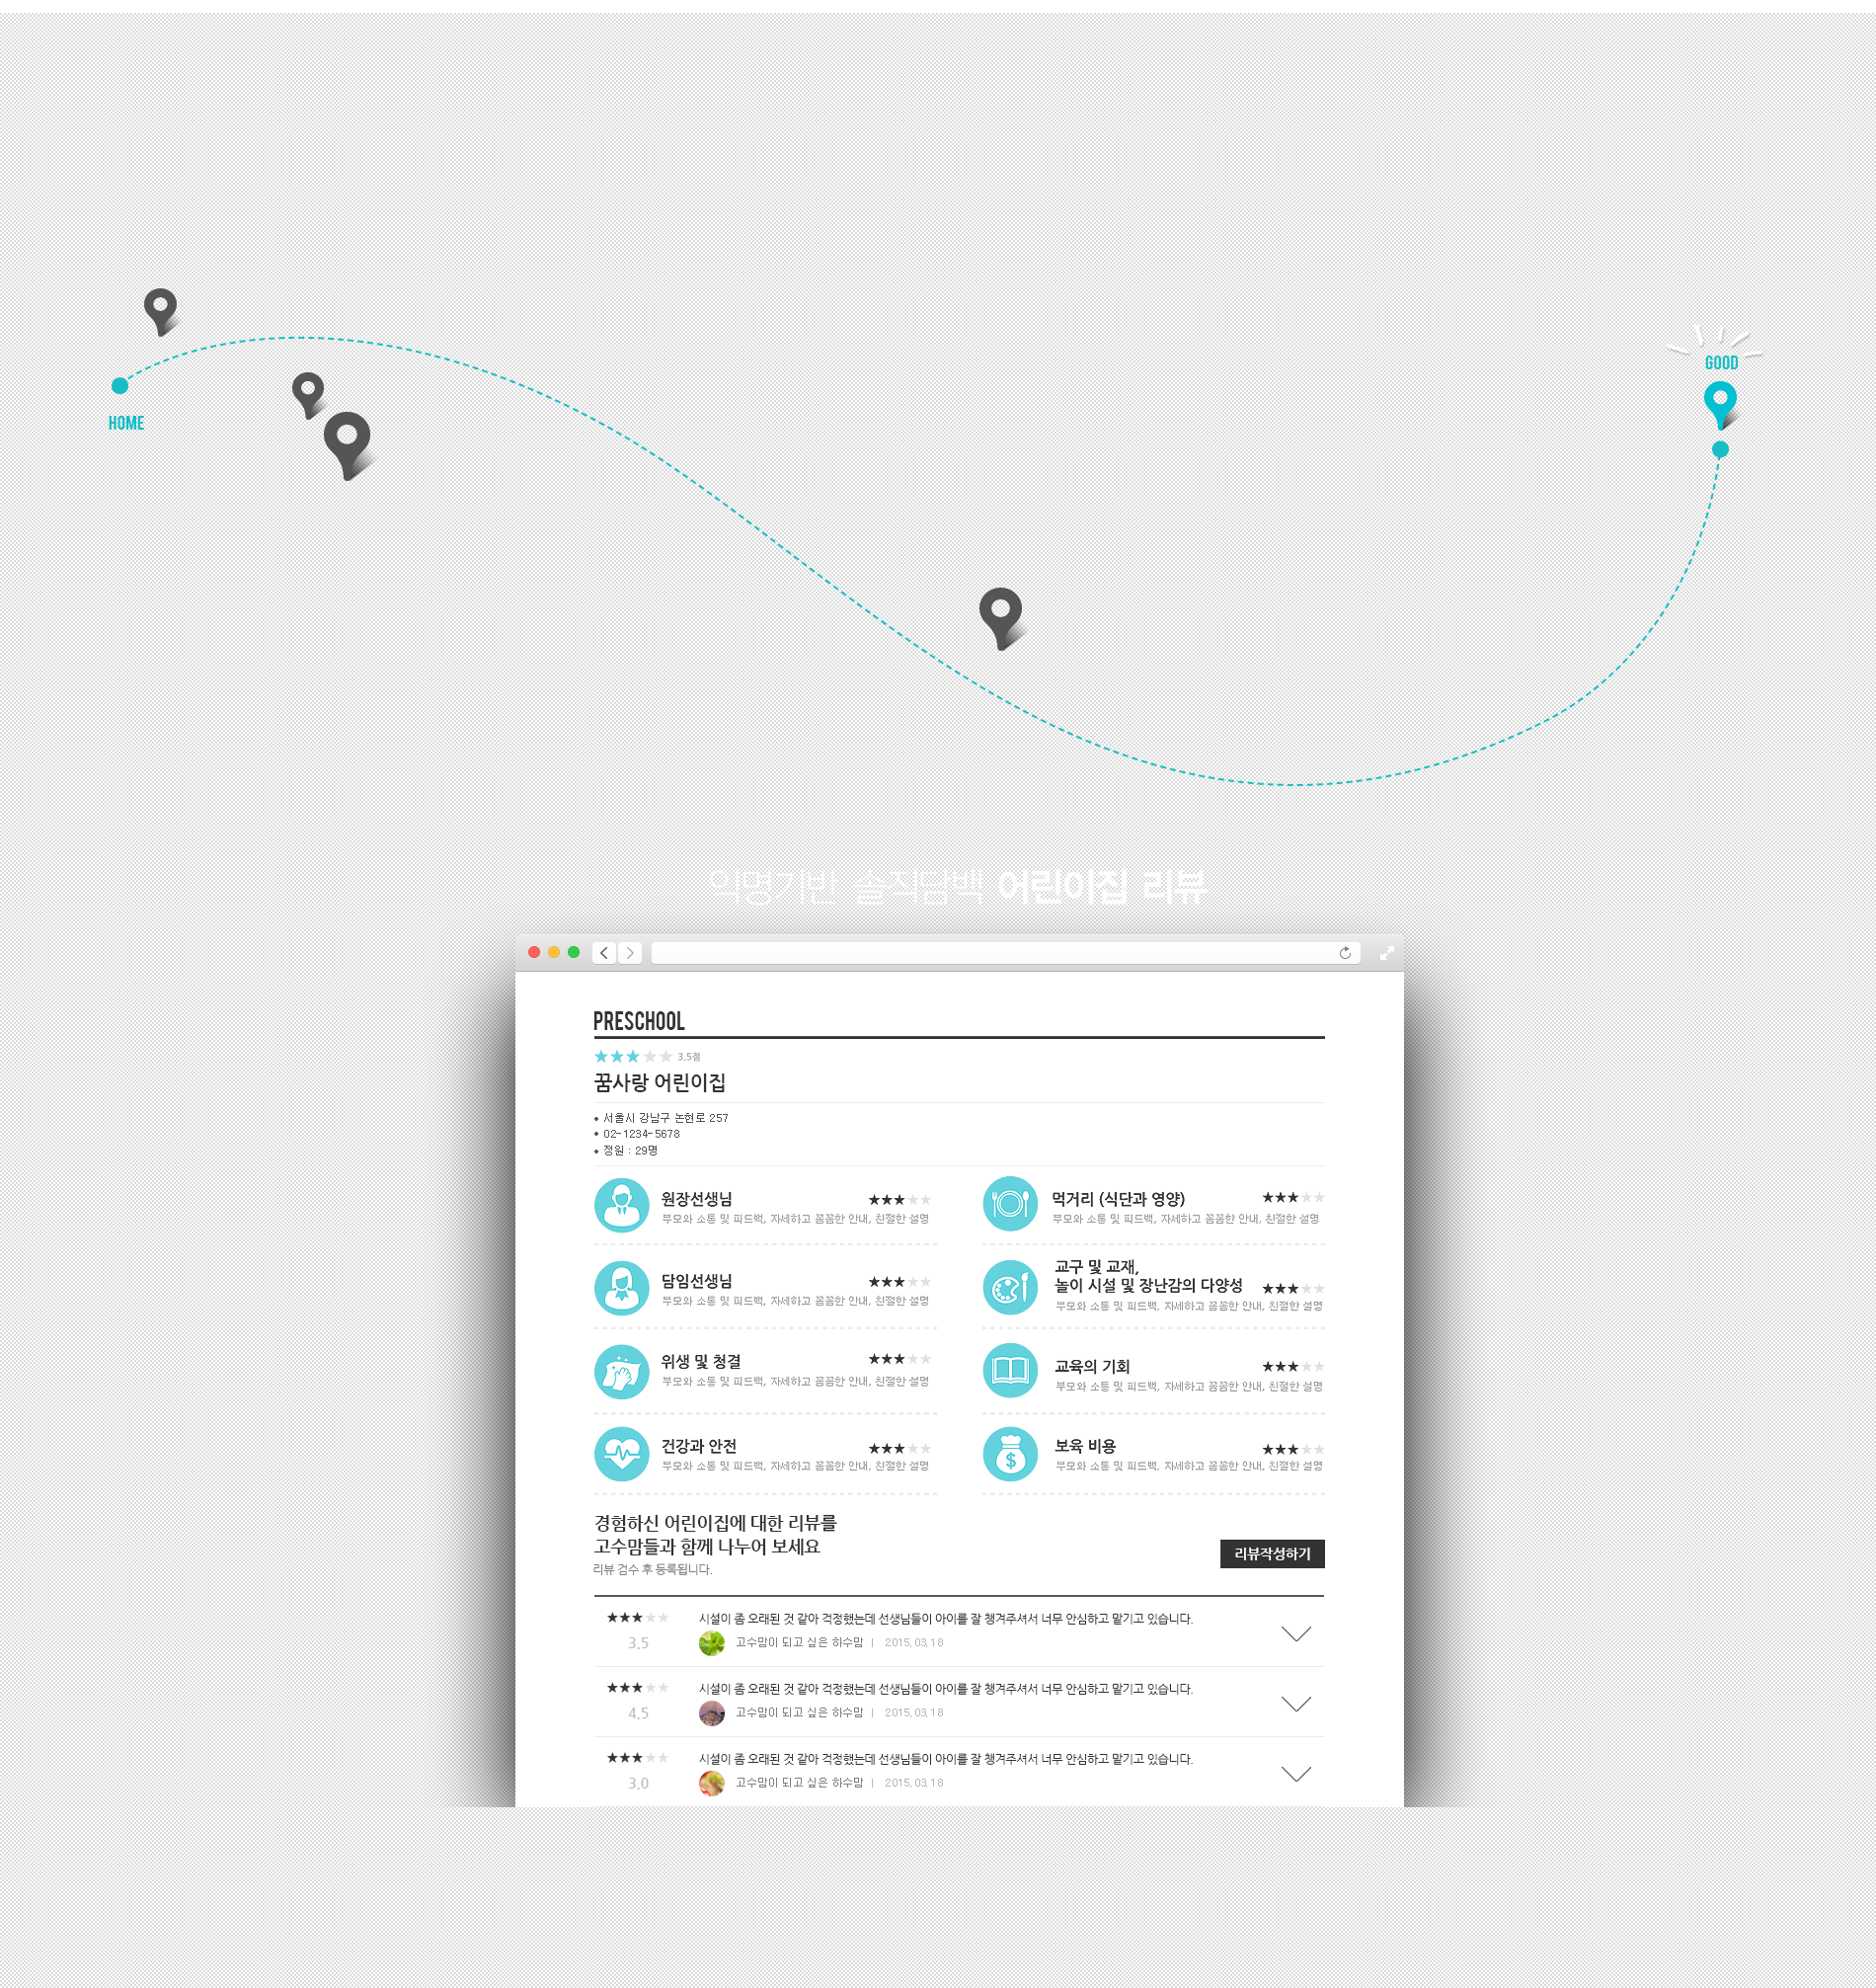 GOOD
HOME
익명기반 솔직담백 어린이집 리뷰
PRESCHOOL
3.5점
꿈사랑 어린이집
• 서울시 강남구 논현로 257
• 02-1234-5678
• 정원 : 29명
원장선생님
부모와 소통 및 피드백, 자세하고 꼼꼼한 안내, 친절한 설명
먹거리 (식단과 영양)
부모와 소통 및 피드백, 자세하고 꼼꼼한 안내, 친절한 설명
담임선생님
부모와 소통 및 피드백, 자세하고 꼼꼼한 안내, 친절한 설명
교구 및 교재,
놀이 시설 및 장난감의 다양성
부모와 소통 및 피드백, 자세하고 꼼꼼한 안내, 친절한 설명
위생 및 청결
부모와 소통 및 피드백, 자세하고 꼼꼼한 안내, 친절한 설명
교육의 기회
부모와 소통 및 피드백, 자세하고 꼼꼼한 안내, 친절한 설명
건강과 안전
부모와 소통 및 피드백, 자세하고 꼼꼼한 안내, 친절한 설명
보육 비용
부모와 소통 및 피드백, 자세하고 꼼꼼한 안내, 친절한 설명
경험하신 어린이집에 대한 리뷰를
고수맘들과 함께 나누어 보세요
리뷰 검수 후 등록됩니다.
리뷰작성하기
시설이 좀 오래된 것 같아 걱정했는데 선생님들이 아이를 잘 챙겨주셔서 너무 안심하고 맡기고 있습니다.
3.5
고수맘이 되고 싶은 하수맘 | 2015. 03. 18
시설이 좀 오래된 것 같아 걱정했는데 선생님들이 아이를 잘 챙겨주셔서 너무 안심하고 맡기고 있습니다.
4.5
고수맘이 되고 싶은 하수맘 | 2015. 03. 18
시설이 좀 오래된 것 같아 걱정했는데 선생님들이 아이를 잘 챙겨주셔서 너무 안심하고 맡기고 있습니다.
3.0
고수맘이 되고 싶은 하수맘 | 2015. 03. 18